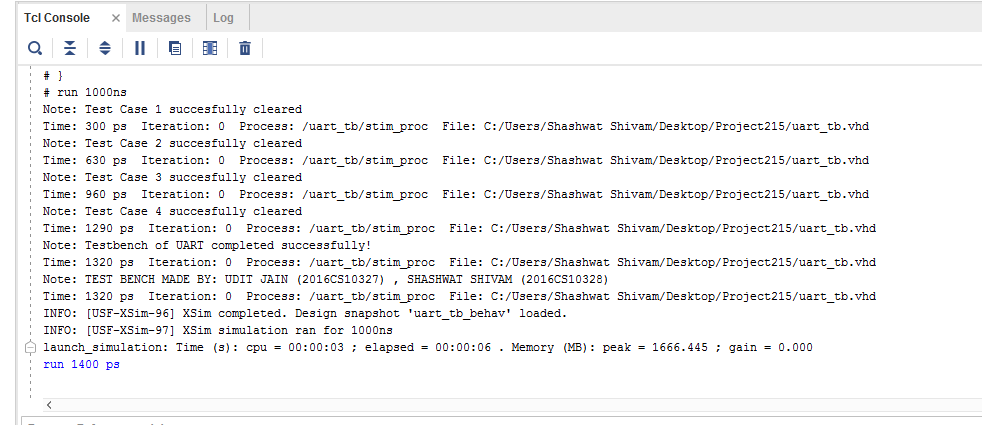 Tcl Console × Messages Log
# }
# run 1000ns
Note: Test Case 1 succesfully cleared
Time: 300 ps  Iteration: 0  Process: /uart_tb/stim_proc  File: C:/Users/Shashwat Shivam/Desktop/Project215/uart_tb.vhd
Note: Test Case 2 succesfully cleared
Time: 630 ps  Iteration: 0  Process: /uart_tb/stim_proc  File: C:/Users/Shashwat Shivam/Desktop/Project215/uart_tb.vhd
Note: Test Case 3 succesfully cleared
Time: 960 ps  Iteration: 0  Process: /uart_tb/stim_proc  File: C:/Users/Shashwat Shivam/Desktop/Project215/uart_tb.vhd
Note: Test Case 4 succesfully cleared
Time: 1290 ps  Iteration: 0  Process: /uart_tb/stim_proc  File: C:/Users/Shashwat Shivam/Desktop/Project215/uart_tb.vhd
Note: Testbench of UART completed successfully!
Time: 1320 ps  Iteration: 0  Process: /uart_tb/stim_proc  File: C:/Users/Shashwat Shivam/Desktop/Project215/uart_tb.vhd
Note: TEST BENCH MADE BY: UDIT JAIN (2016CS10327) , SHASHWAT SHIVAM (2016CS10328)
Time: 1320 ps  Iteration: 0  Process: /uart_tb/stim_proc  File: C:/Users/Shashwat Shivam/Desktop/Project215/uart_tb.vhd
INFO: [USF-XSim-96] XSim completed. Design snapshot 'uart_tb_behav' loaded.
INFO: [USF-XSim-97] XSim simulation ran for 1000ns
launch_simulation: Time (s): cpu = 00:00:03 ; elapsed = 00:00:06 . Memory (MB): peak = 1666.445 ; gain = 0.000
run 1400 ps